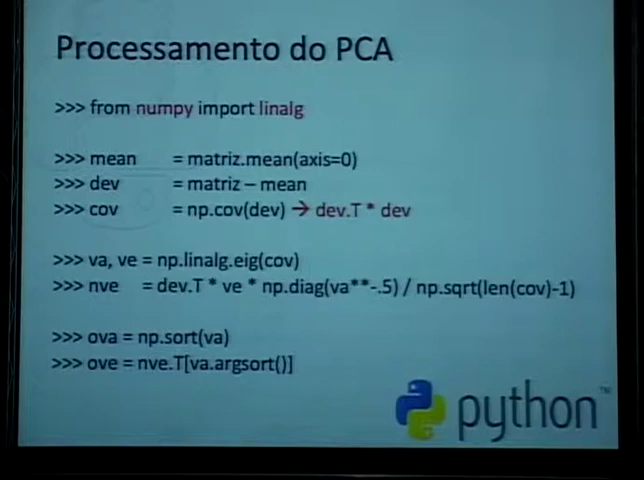 Processamento do PCA
>>> from numpy import linalg
>>> mean = matriz.mean(axis=0)
>>> dev = matriz – mean
>>> cov = np.cov(dev) → dev.T * dev
>>> va, ve = np.linalg.eig(cov)
>>> nve = dev.T * ve * np.diag(va**-.5) / np.sqrt(len(cov)-1)
>>> ova = np.sort(va)
>>> ove = nve.T[va.argsort()]
python™